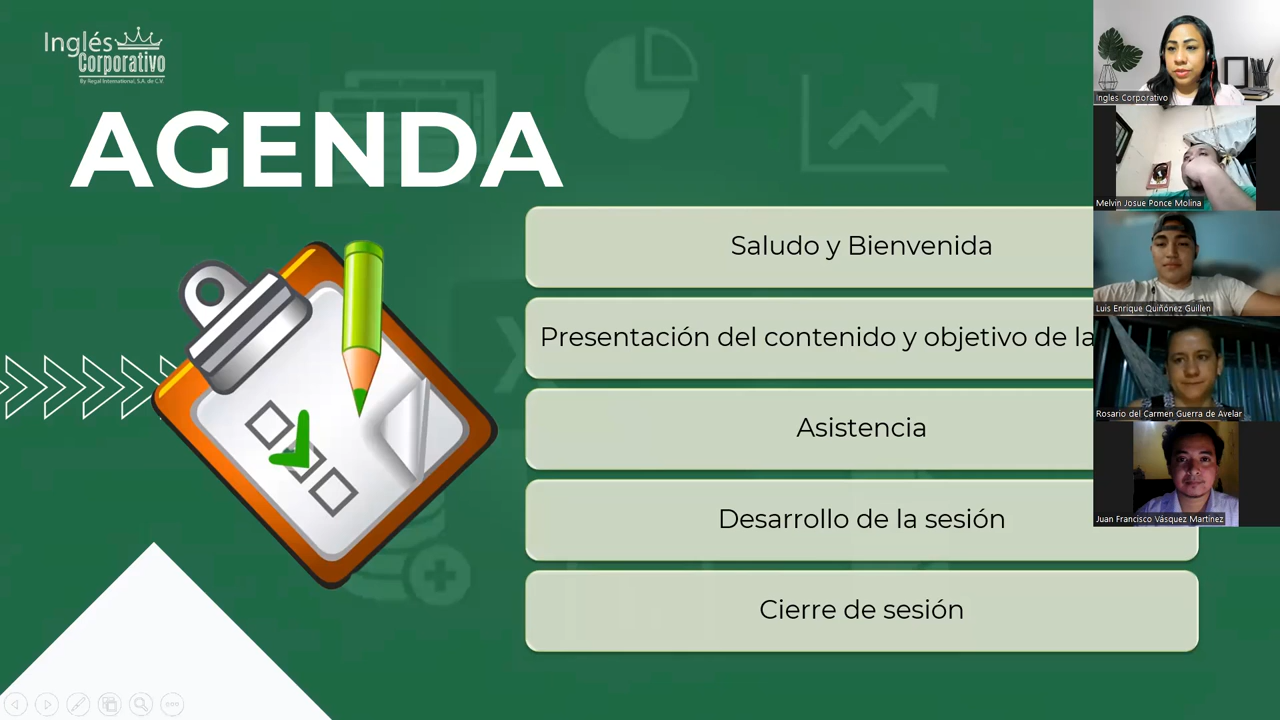 Inglés
Corporativo
By Regal International, S.A. de C.V.
AGENDA
Saludo y Bienvenida
Presentación del contenido y objetivo de la
Asistencia
Desarrollo de la sesión
Cierre de sesión
Ingles Corporativo
Melvin Josue Ponce Molina
Luis Enrique Quiñónez Guillen
Rosario del Carmen Guerra de Avelar
Juan Francisco Vásquez Martínez